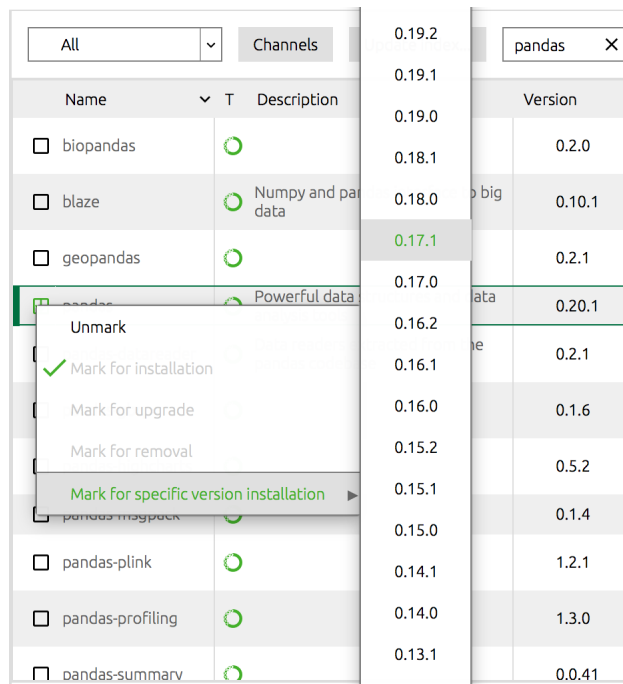 All
Channels
pandas
Name
T
Description
Version
biopandas
0.2.0
blaze
Numpy and pan
o big
data
0.10.1
geopandas
0.2.1
pandas
Powerful data
data
0.20.1
he
0.2.1
0.1.6
0.5.2
pandas-msgpack
0.1.4
pandas-plink
1.2.1
pandas-profiling
1.3.0
pandas-summary
0.0.41
Unmark
Mark for installation
Mark for upgrade
Mark for removal
Mark for specific version installation
0.19.2
0.19.1
0.19.0
0.18.1
0.18.0
0.17.1
0.17.0
0.16.2
0.16.1
0.16.0
0.15.2
0.15.1
0.15.0
0.14.1
0.14.0
0.13.1